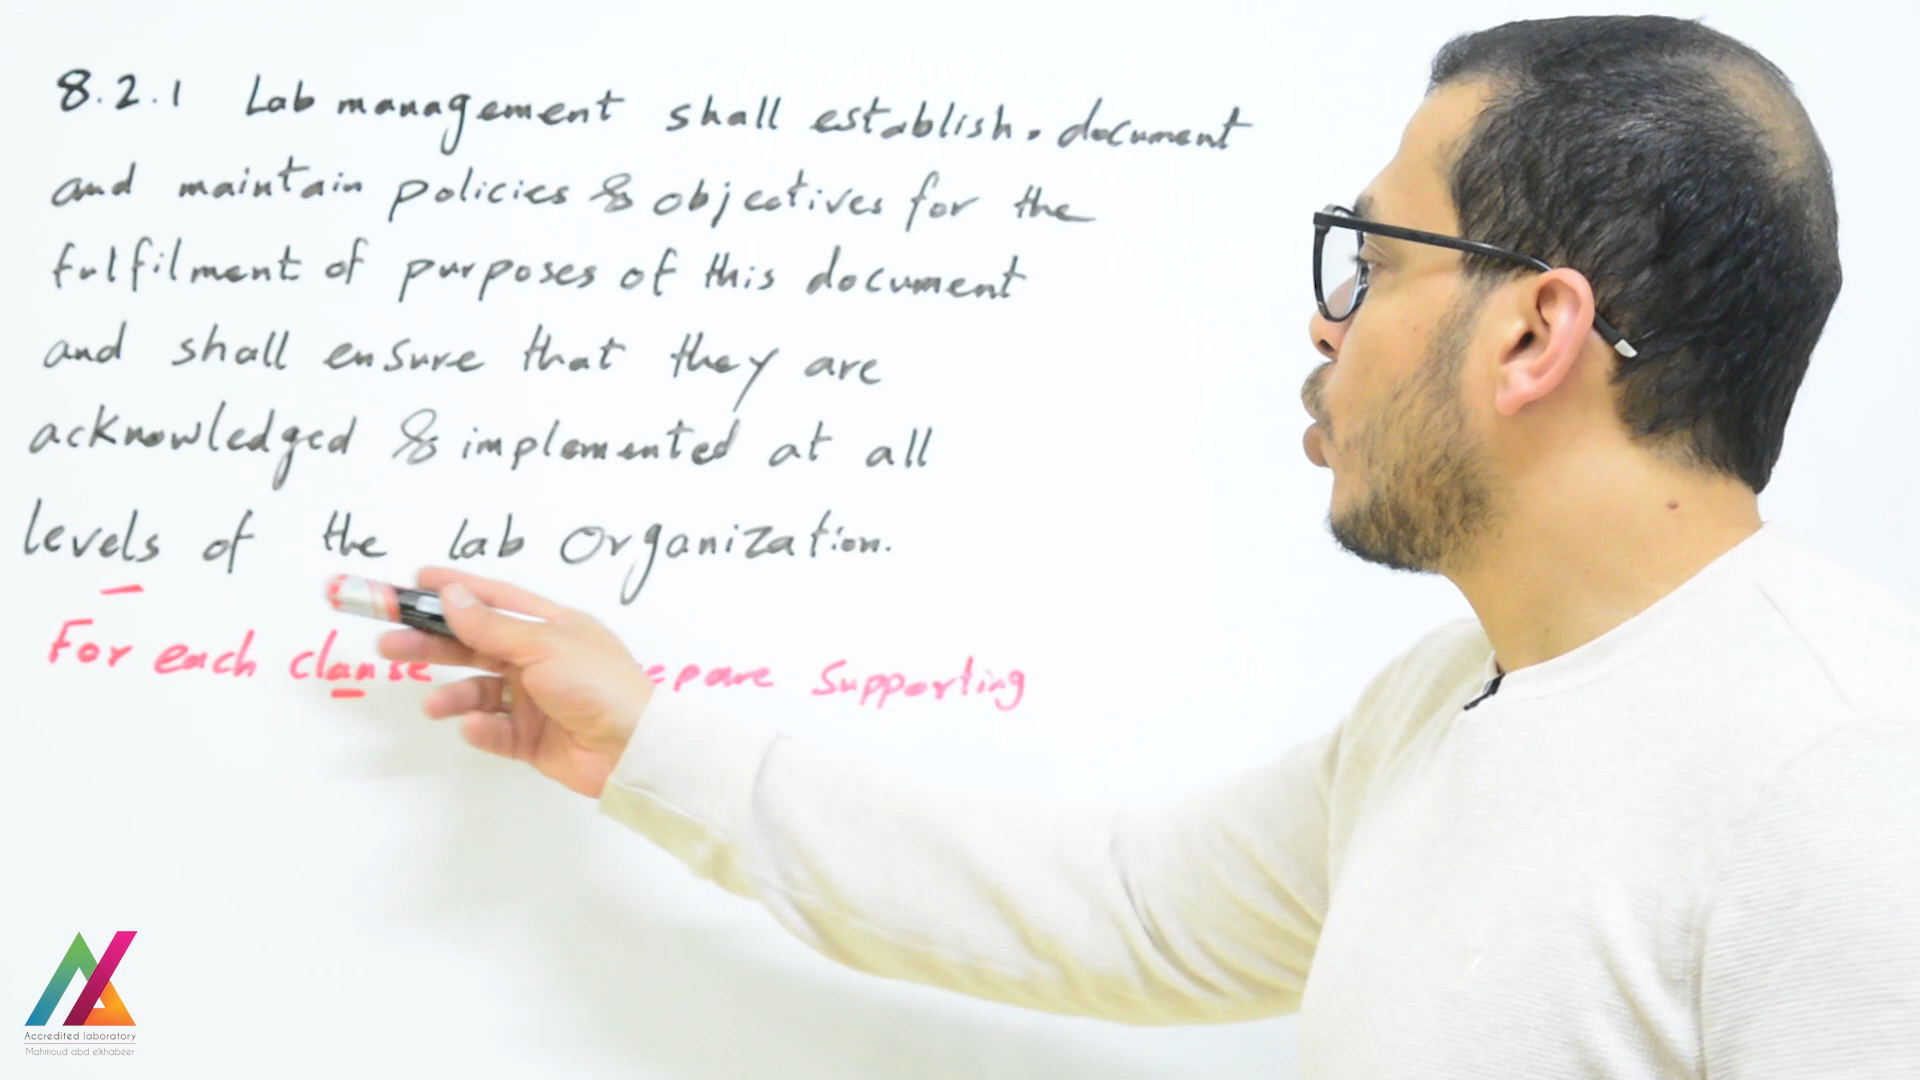 8.2.1 Lab management shall establish. document
and maintain policies & objectives for the
fulfilment of purposes of this document
and shall ensure that they are
acknowledged & implemented at all
levels of the lab organization.
For each clause supporting
Accredited laboratory
Mahmoud abd elkhabeer